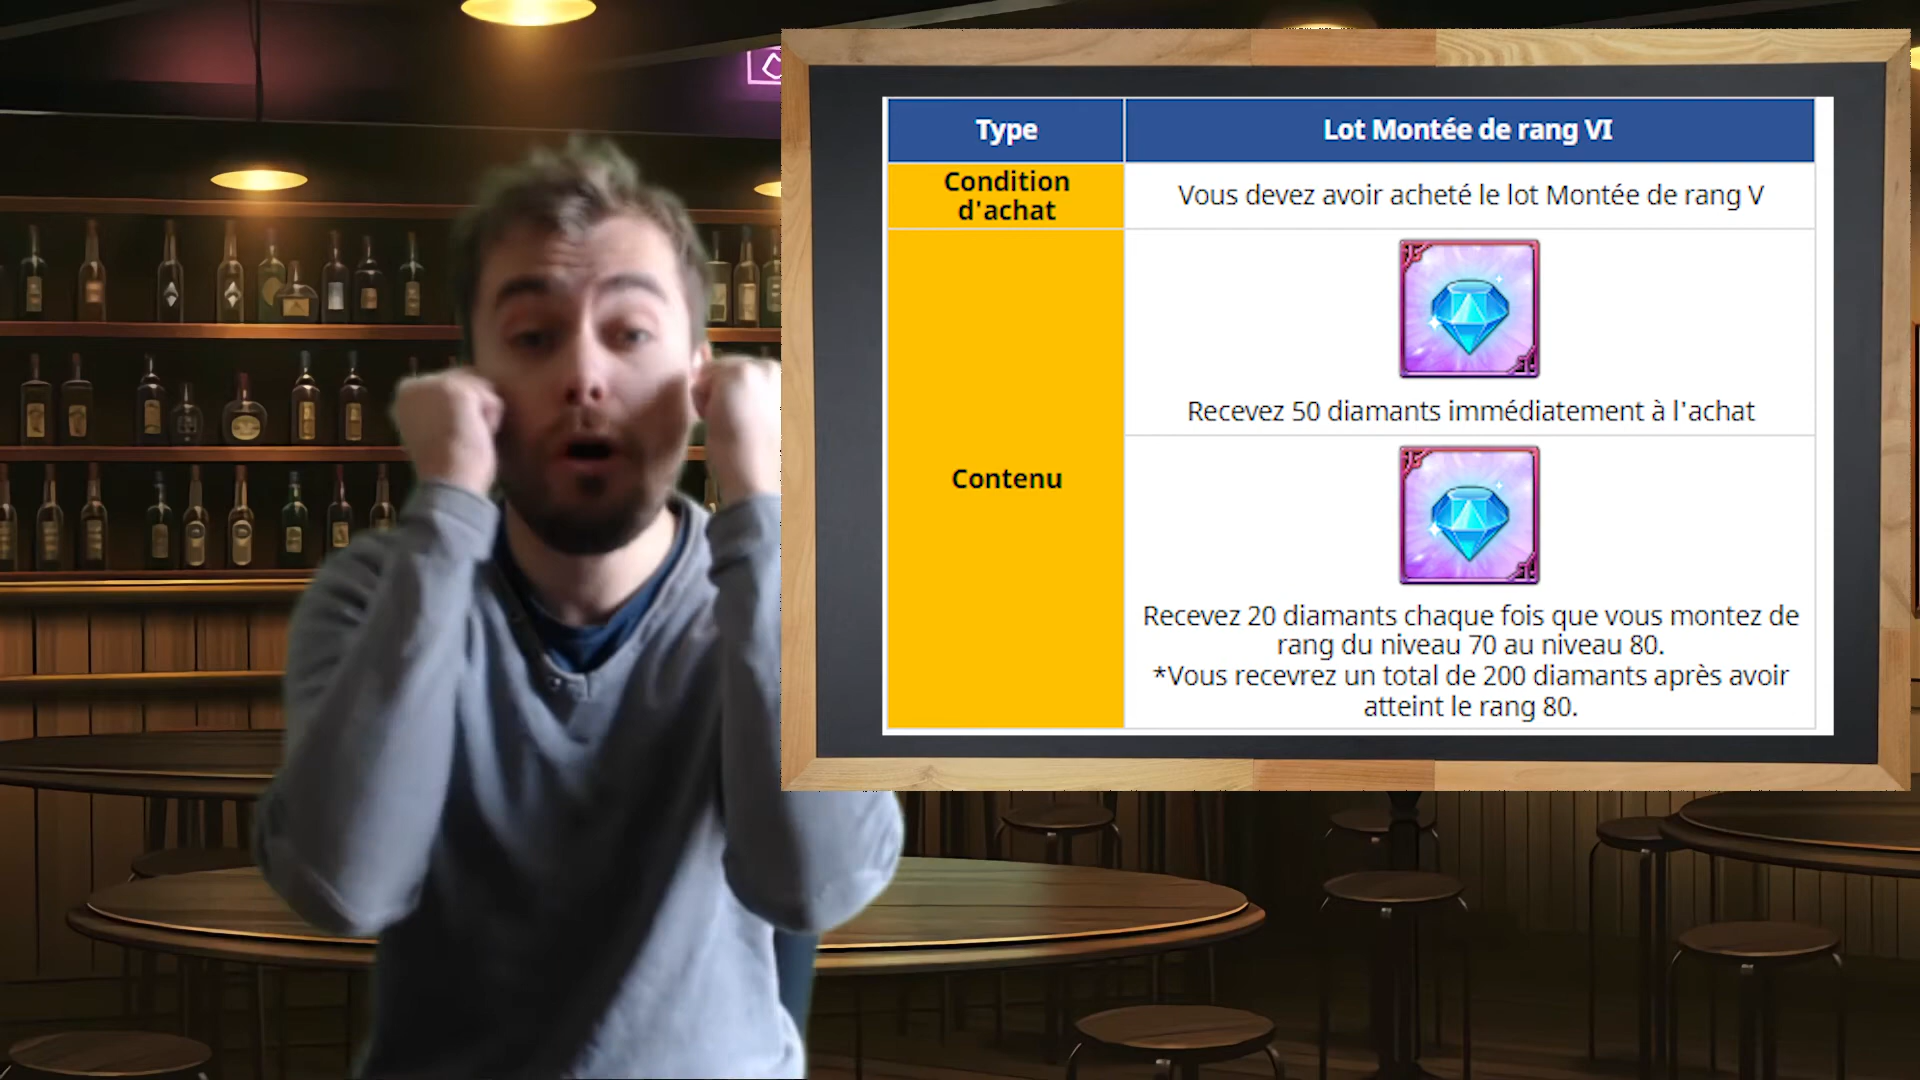 Type
Lot Montée de rang VI
Condition
d'achat
Vous devez avoir acheté le lot Montée de rang V
Contenu
Recevez 50 diamants immédiatement à l'achat
Recevez 20 diamants chaque fois que vous montez de
rang du niveau 70 au niveau 80.
*Vous recevrez un total de 200 diamants après avoir
atteint le rang 80.